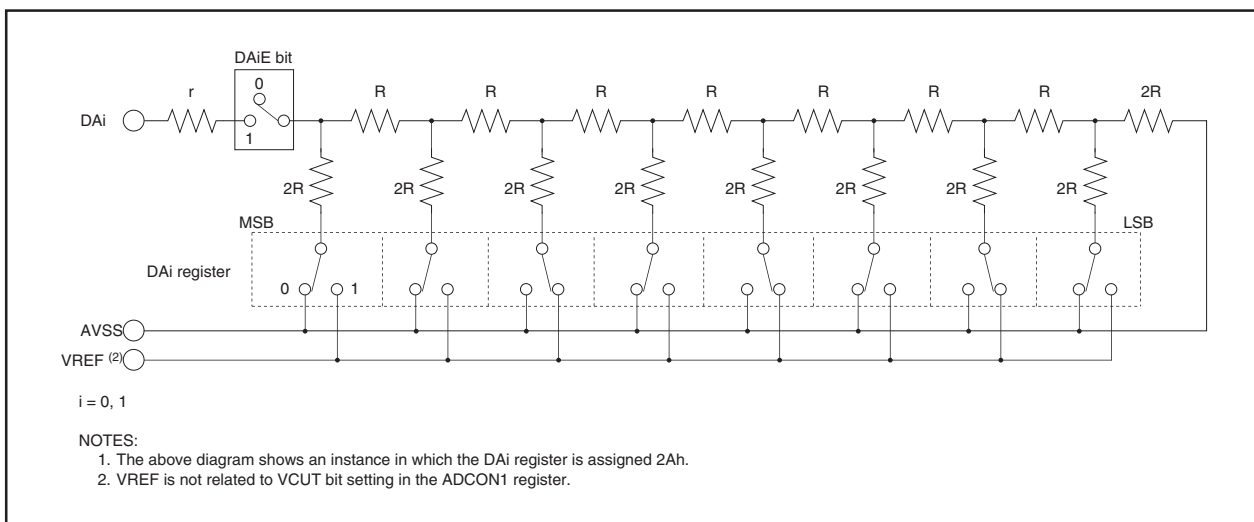 DAiE bit
0
r
R
R
R
R
R
R
R
2R
DAi
1
2R
2R
2R
2R
2R
2R
2R
2R
MSB
LSB
DAi register
0
1
AVSS
VREF (2)
i = 0, 1
NOTES:
1. The above diagram shows an instance in which the DAi register is assigned 2Ah.
2. VREF is not related to VCUT bit setting in the ADCON1 register.